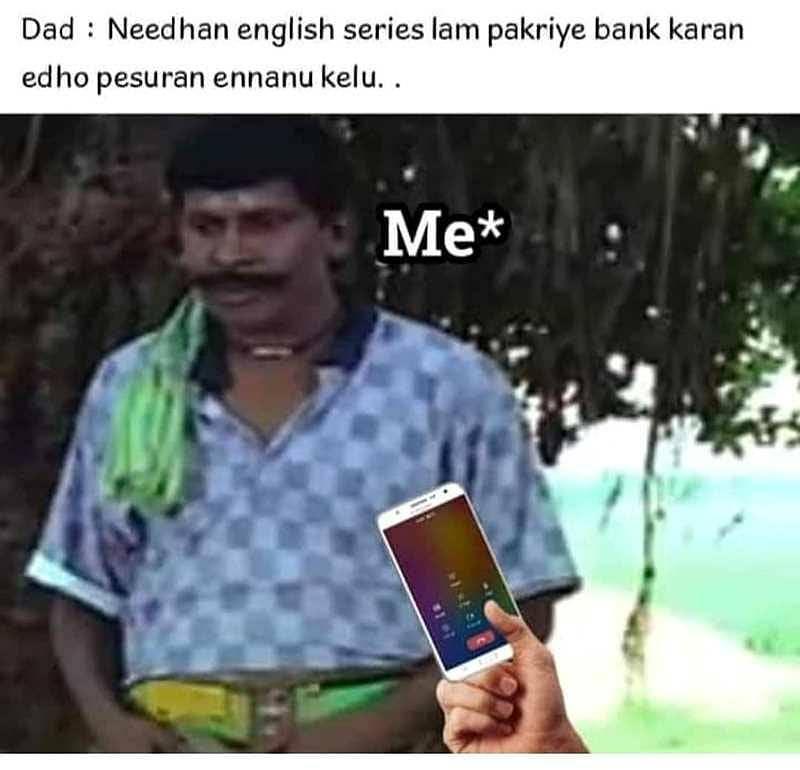 Dad : Needhan english series lam pakriye bank karan
edho pesuran ennanu kelu. .
Me*